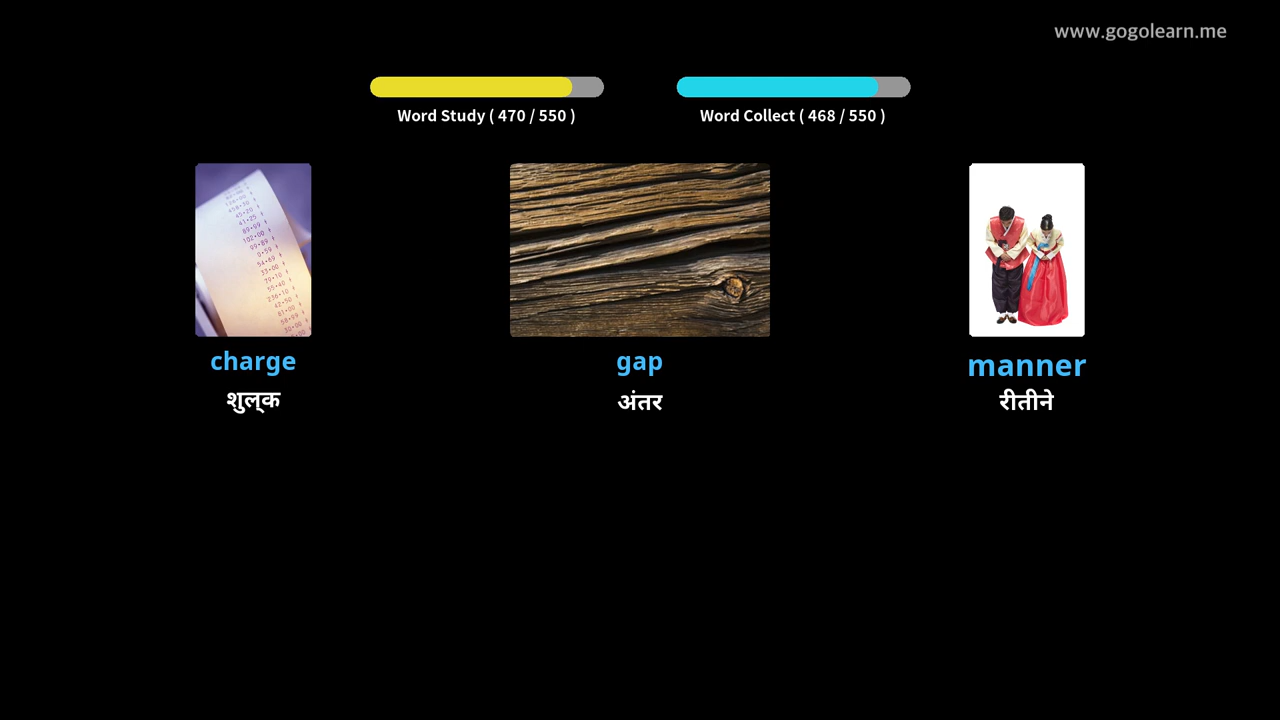 www.gogolearn.me
Word Study ( 470 / 550 )
Word Collect ( 468 / 550 )
charge
शुल्क
gap
अंतर
manner
रीतीने